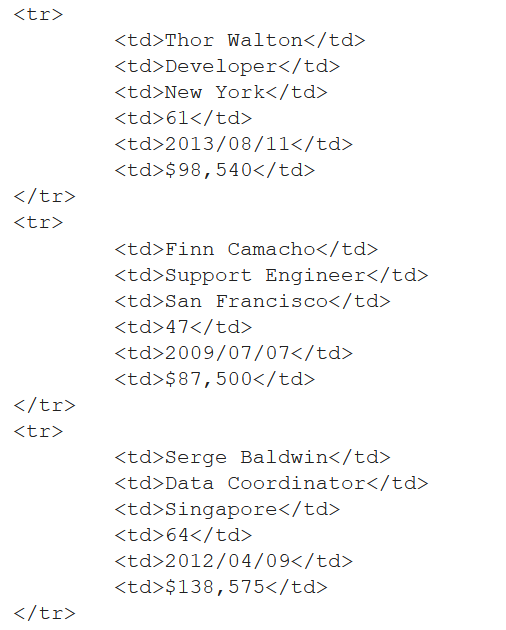 <tr>
<td>Thor Walton</td>
<td>Developer</td>
<td>New York</td>
<td>61</td>
<td>2013/08/11</td>
<td>$98,540</td>
</tr>
<tr>
<td>Finn Camacho</td>
<td>Support Engineer</td>
<td>San Francisco</td>
<td>47</td>
<td>2009/07/07</td>
<td>$87,500</td>
</tr>
<tr>
<td>Serge Baldwin</td>
<td>Data Coordinator</td>
<td>Singapore</td>
<td>64</td>
<td>2012/04/09</td>
<td>$138,575</td>
</tr>